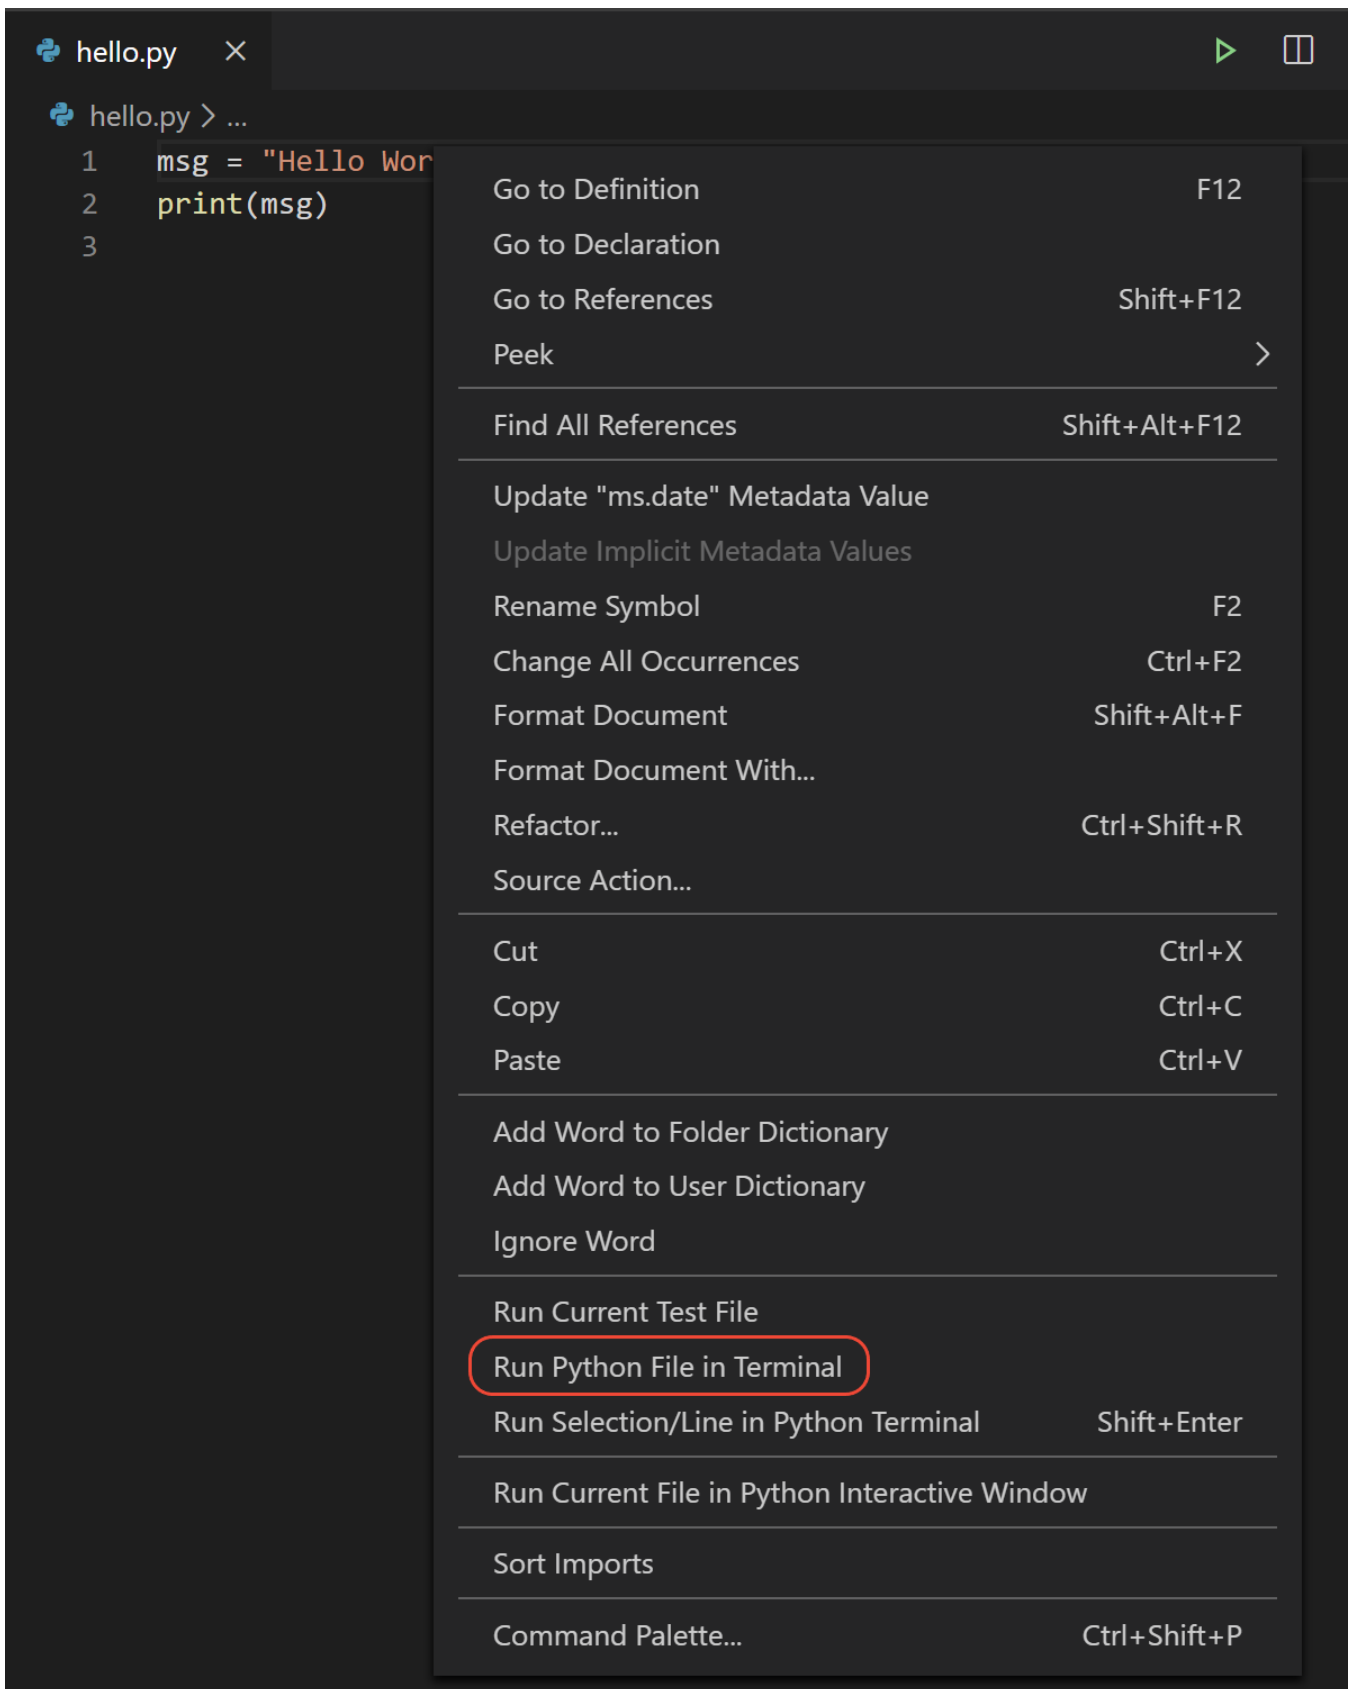 hello.py
hello.py > ...
1 msg = "Hello Wor
2 print(msg)
3
Go to Definition F12
Go to Declaration
Go to References Shift+F12
Peek
Find All References Shift+Alt+F12
Update "ms.date" Metadata Value
Update Implicit Metadata Values
Rename Symbol F2
Change All Occurrences Ctrl+F2
Format Document Shift+Alt+F
Format Document With...
Refactor... Ctrl+Shift+R
Source Action...
Cut Ctrl+X
Copy Ctrl+C
Paste Ctrl+V
Add Word to Folder Dictionary
Add Word to User Dictionary
Ignore Word
Run Current Test File
Run Python File in Terminal
Run Selection/Line in Python Terminal Shift+Enter
Run Current File in Python Interactive Window
Sort Imports
Command Palette... Ctrl+Shift+P